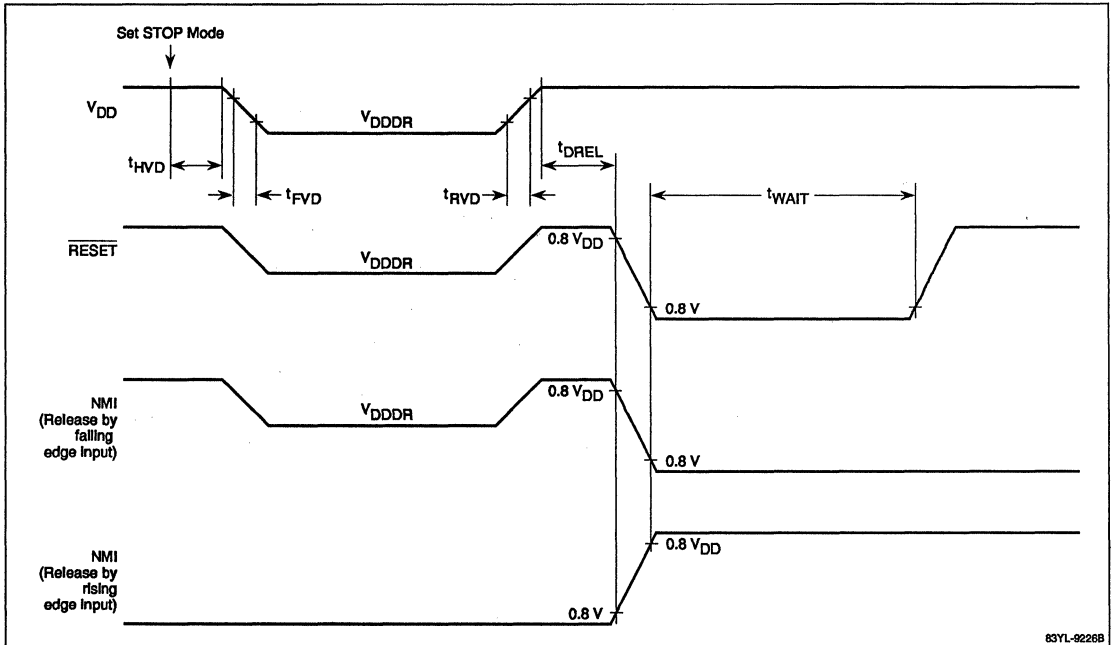 Set STOP Mode
VDD
VDDDR
tHVD
tFVD
tRVD
tDREL
tWAIT
RESET
VDDDR
0.8 VDD
0.8 V
NMI
(Release by
falling
edge input)
VDDDR
0.8 VDD
0.8 V
NMI
(Release by
rising
edge input)
0.8 VDD
0.8 V
83YL-9226B